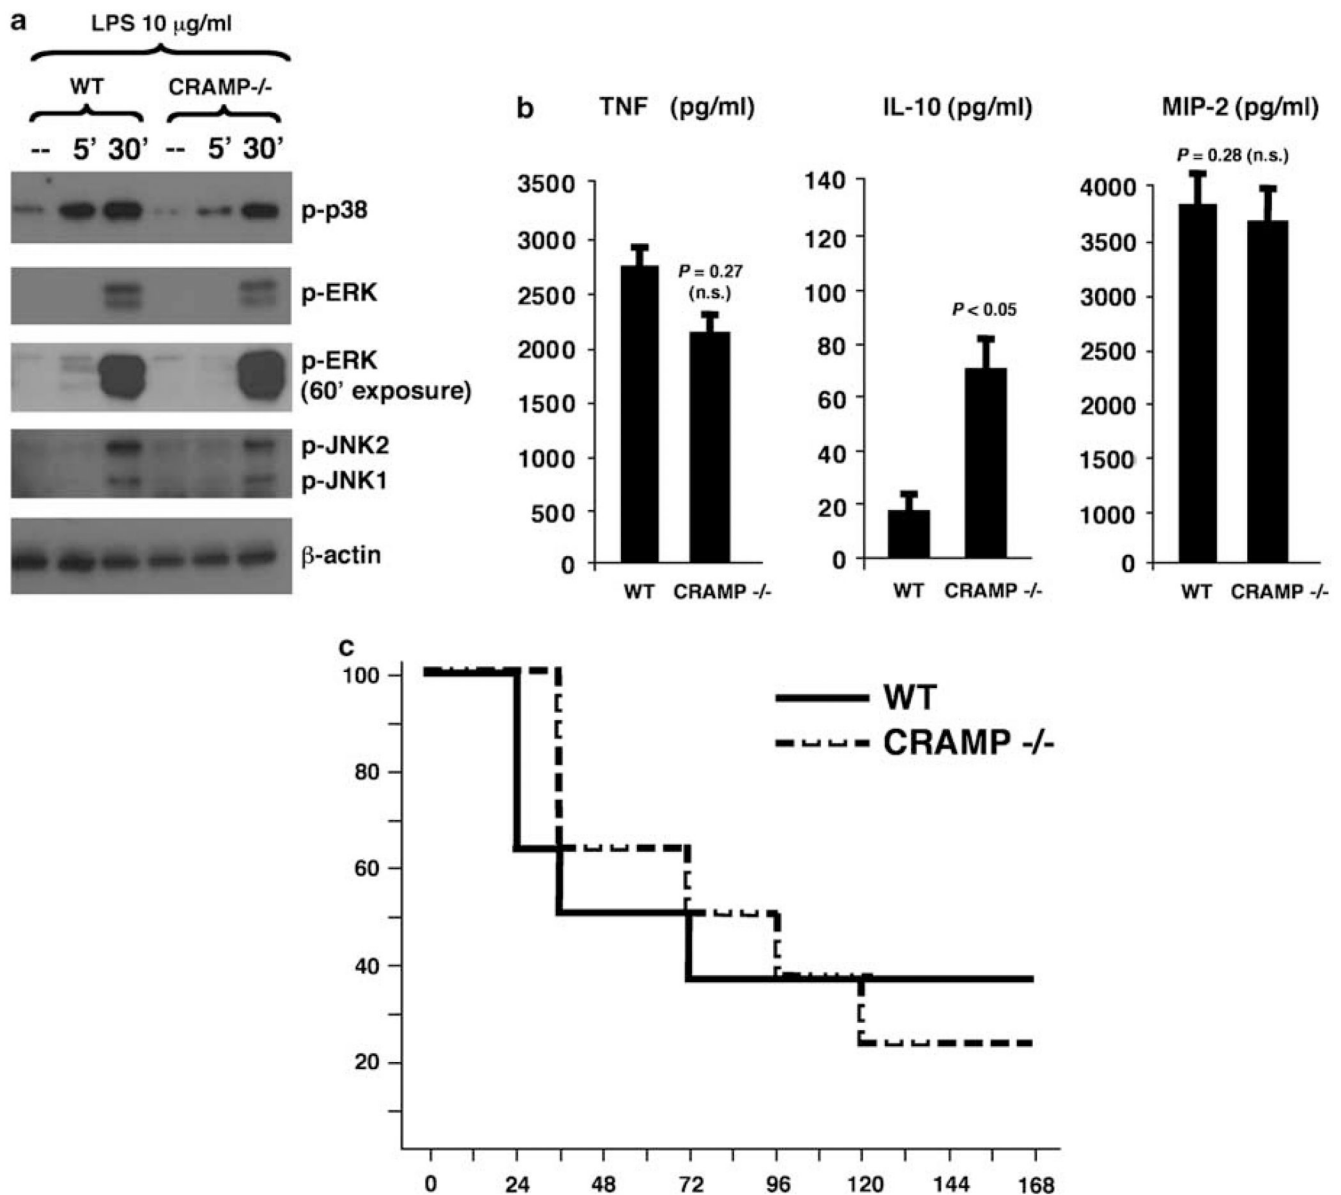 a
LPS 10 µg/ml
WT CRAMP-/-
-- 5' 30' -- 5' 30'
p-p38
p-ERK
p-ERK
(60' exposure)
p-JNK2
p-JNK1
β-actin
b
TNF (pg/ml)
3500
3000
2500
2000
1500
1000
500
0
P = 0.27
(n.s.)
WT CRAMP -/-
IL-10 (pg/ml)
140
120
100
80
60
40
20
0
P < 0.05
WT CRAMP -/-
MIP-2 (pg/ml)
P = 0.28 (n.s.)
4000
3500
3000
2500
2000
1500
1000
0
WT CRAMP -/-
c
100
80
60
40
20
WT
CRAMP -/-
0 24 48 72 96 120 144 168